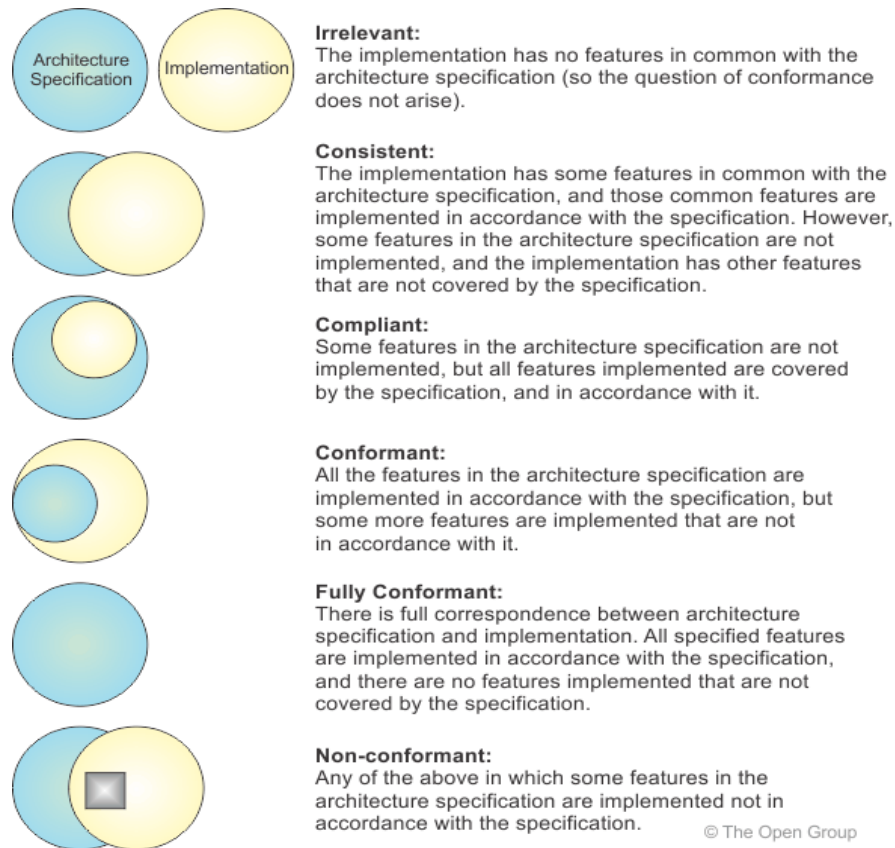 Architecture
Specification
Implementation
Irrelevant:
The implementation has no features in common with the
architecture specification (so the question of conformance
does not arise).
Consistent:
The implementation has some features in common with the
architecture specification, and those common features are
implemented in accordance with the specification. However,
some features in the architecture specification are not
implemented, and the implementation has other features
that are not covered by the specification.
Compliant:
Some features in the architecture specification are not
implemented, but all features implemented are covered
by the specification, and in accordance with it.
Conformant:
All the features in the architecture specification are
implemented in accordance with the specification, but
some more features are implemented that are not
in accordance with it.
Fully Conformant:
There is full correspondence between architecture
specification and implementation. All specified features
are implemented in accordance with the specification,
and there are no features implemented that are not
covered by the specification.
Non-conformant:
Any of the above in which some features in the
architecture specification are implemented not in
accordance with the specification.
© The Open Group